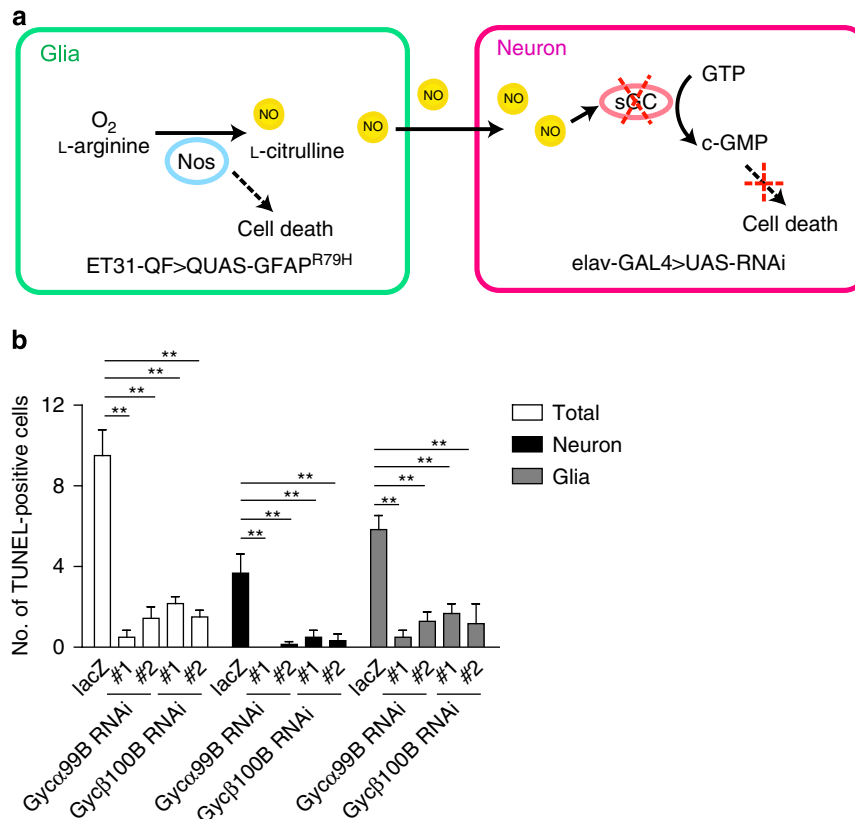 a
Glia
Neuron
NO
NO
NO
NO
NO
sGC
GTP
O2
L-arginine
L-citrulline
Nos
c-GMP
Cell death
Cell death
ET31-QF>QUAS-GFAP^R79H
elav-GAL4>UAS-RNAi
b
No. of TUNEL-positive cells
12
8
4
0
** ** ** **
** ** ** **
** ** ** **
Total
Neuron
Glia
lacZ #1 #2 #1 #2 lacZ #1 #2 #1 #2 lacZ #1 #2 #1 #2
Gycα99B RNAi
Gycβ100B RNAi
Gycα99B RNAi
Gycβ100B RNAi
Gycα99B RNAi
Gycβ100B RNAi